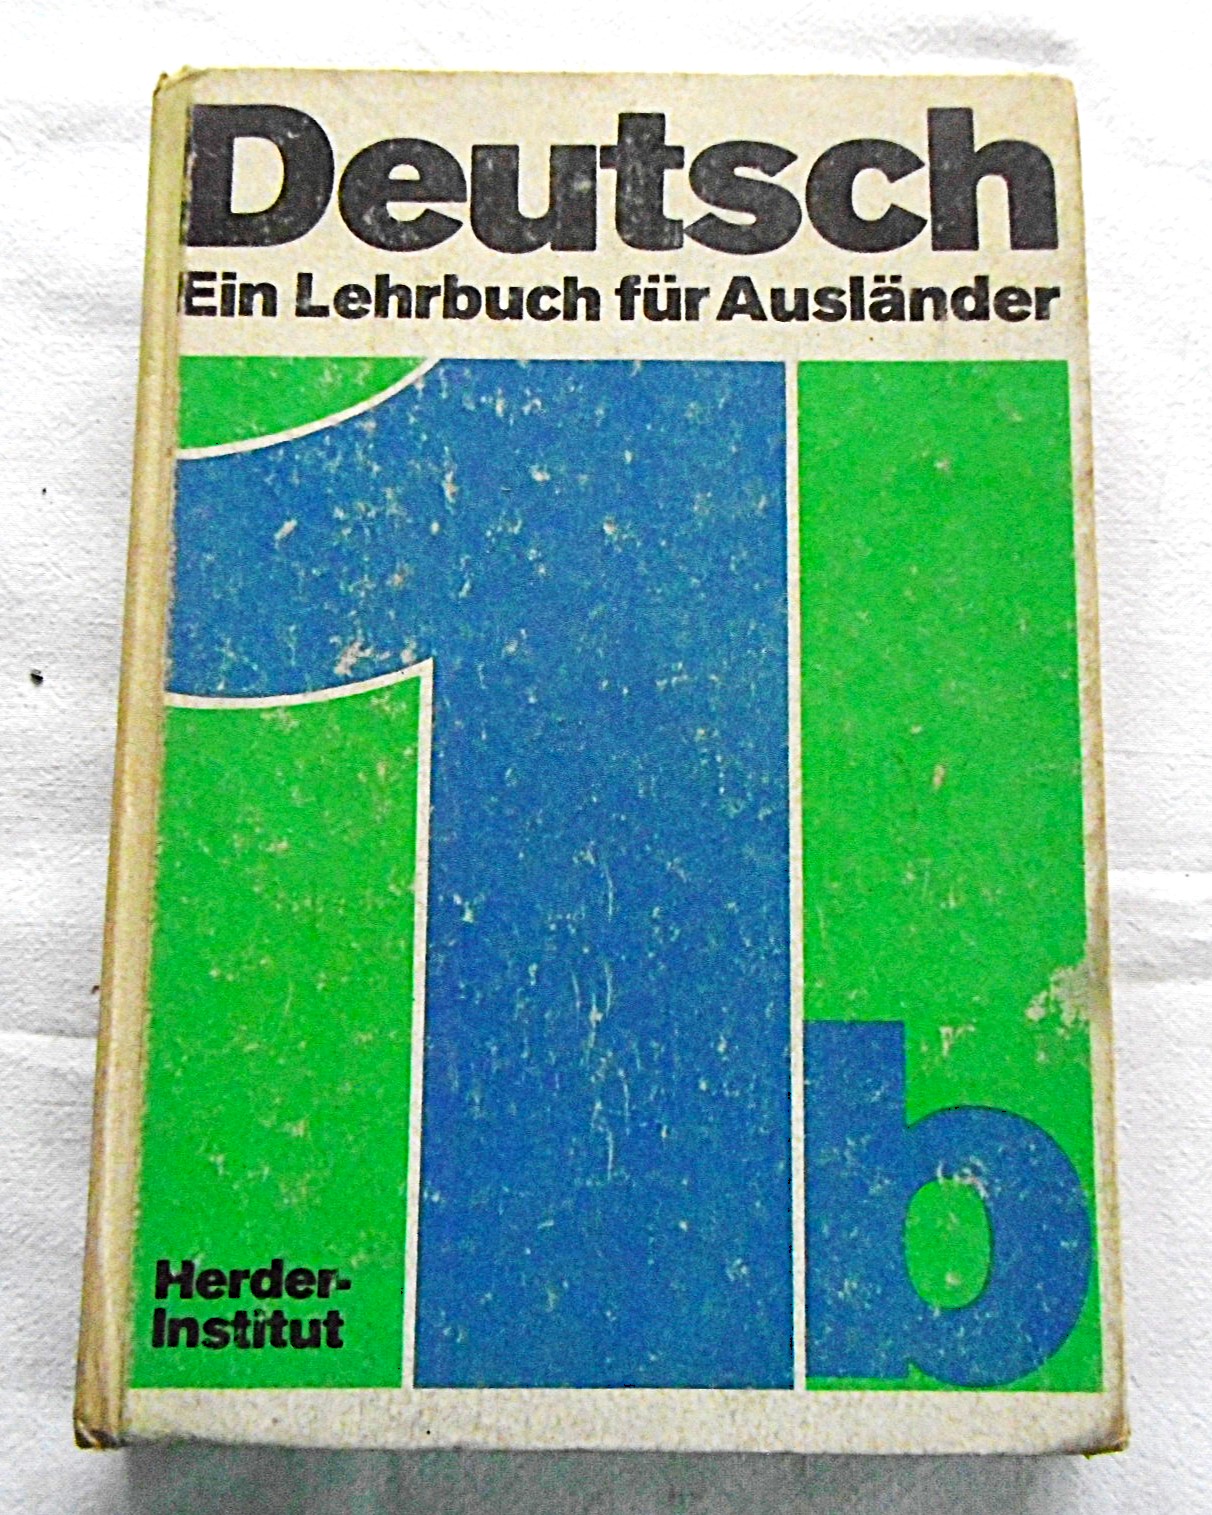 Deutsch
Ein Lehrbuch für Ausländer
1b
Herder-
Institut